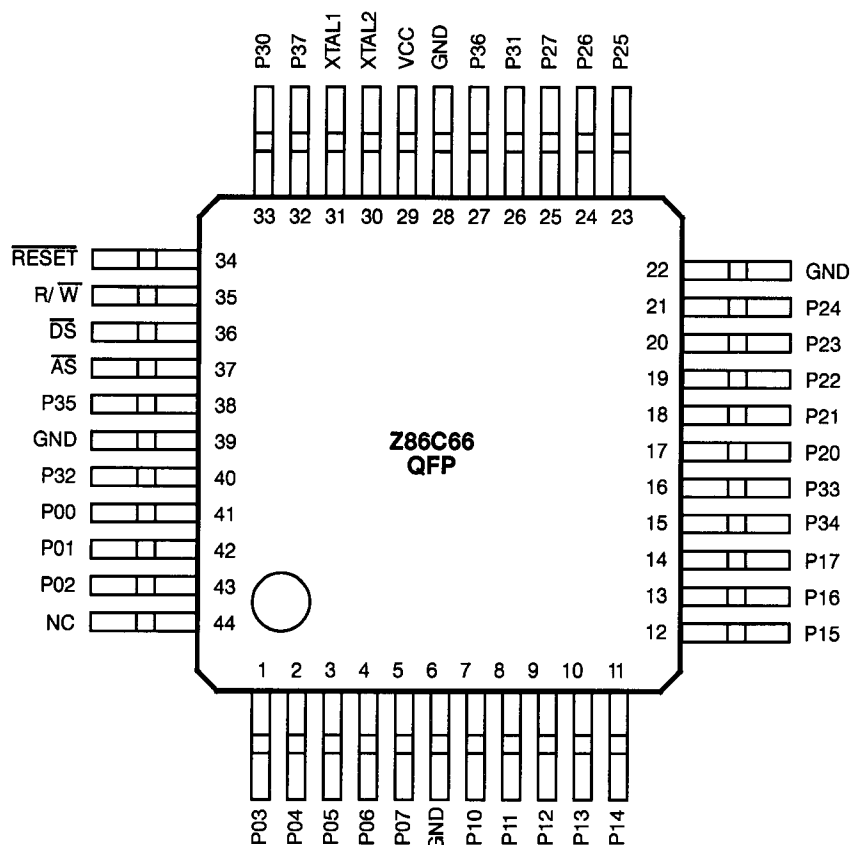 P30 P37 XTAL1 XTAL2 VCC GND P36 P31 P27 P26 P25
33 32 31 30 29 28 27 26 25 24 23
R̅E̅S̅E̅T̅ 34
R/W̅ 35
D̅S̅ 36
A̅S̅ 37
P35 38
GND 39
P32 40
P00 41
P01 42
P02 43
NC 44
Z86C66
QFP
22 GND
21 P24
20 P23
19 P22
18 P21
17 P20
16 P33
15 P34
14 P17
13 P16
12 P15
1 2 3 4 5 6 7 8 9 10 11
P03 P04 P05 P06 P07 GND P10 P11 P12 P13 P14